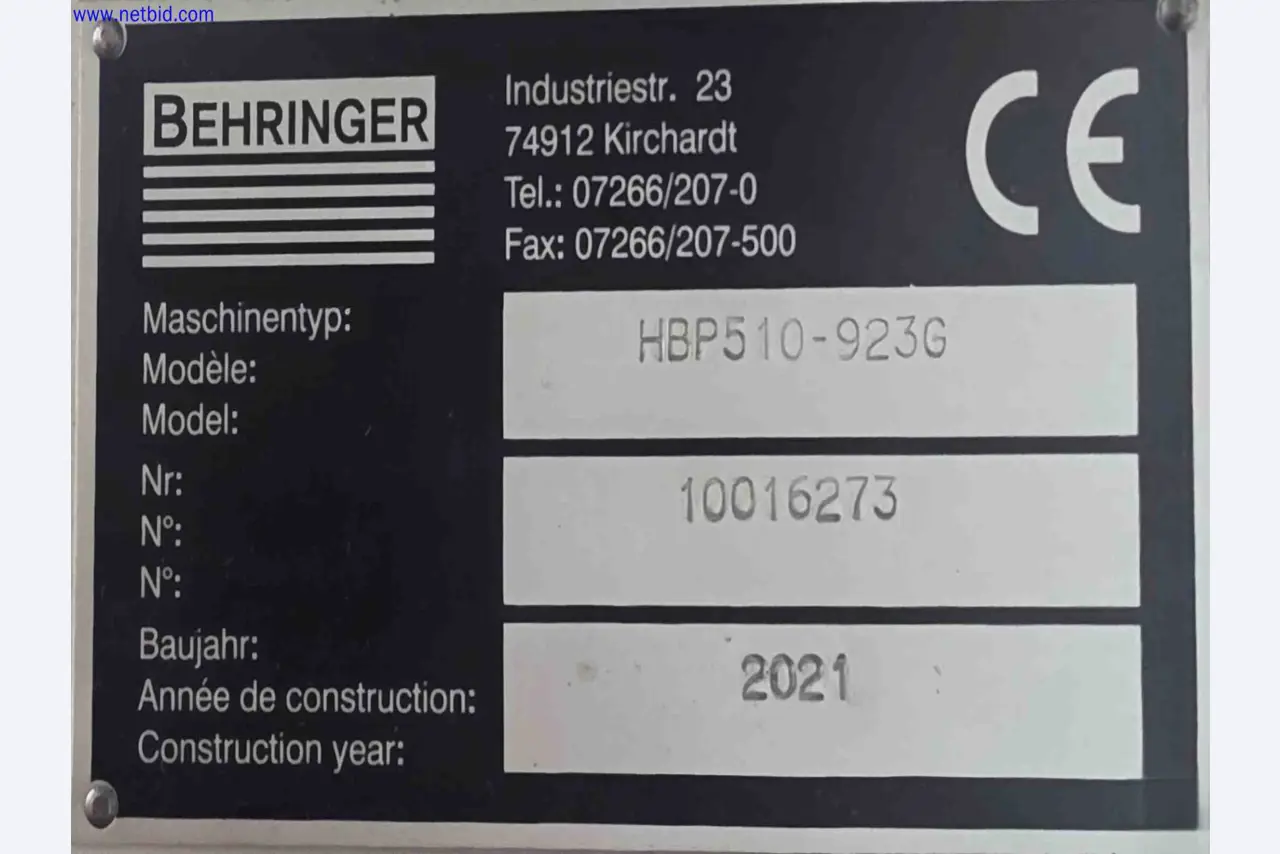 www.netbid.com
BEHRINGER
Industriestr. 23
74912 Kirchardt
Tel.: 07266/207-0
Fax: 07266/207-500
CE
Maschinentyp:
Modèle:
Model:
HBP510-923G
Nr:
N°:
N°:
10016273
Baujahr:
Année de construction:
Construction year:
2021